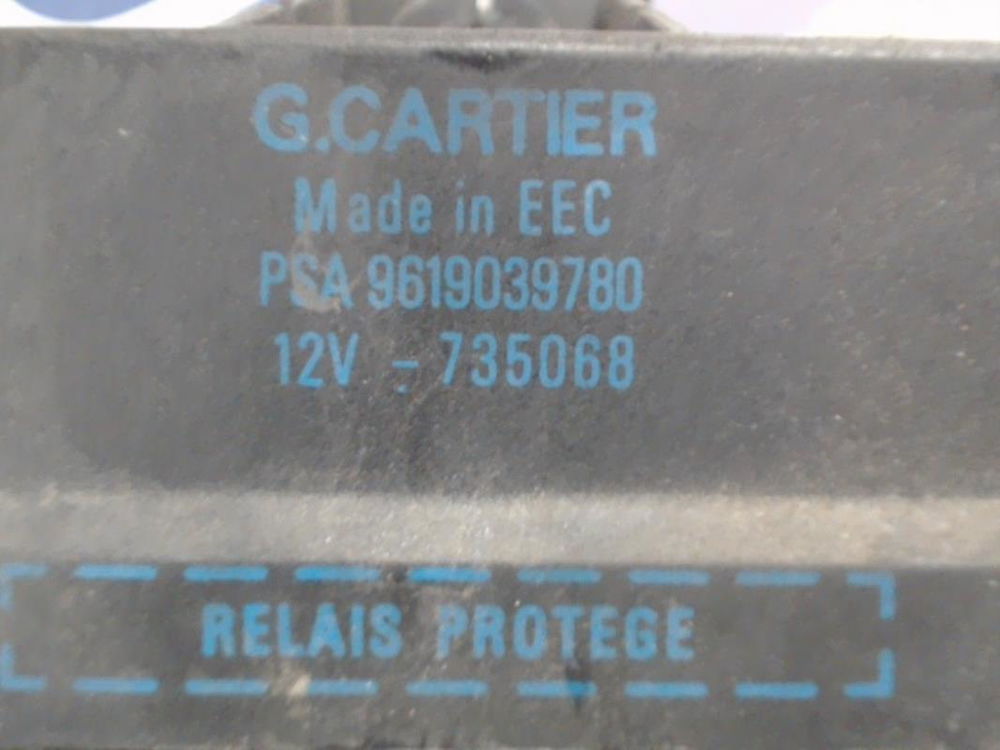 G.CARTIER
Made in EEC
PSA 9619039780
12V - 735068
RELAIS PROTEGE